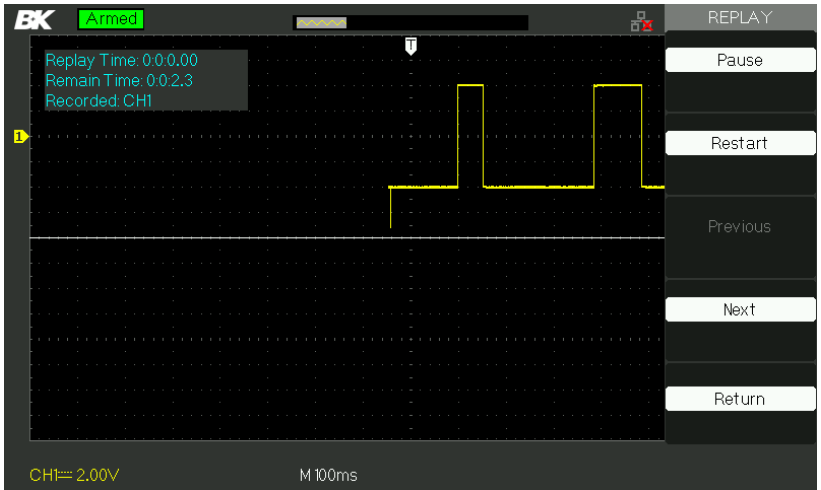 BK Armed REPLAY
T
Replay Time: 0:0:0.00
Remain Time: 0:0:2.3
Recorded: CH1
1
Pause
Restart
Previous
Next
Return
CH1 2.00V M 100ms